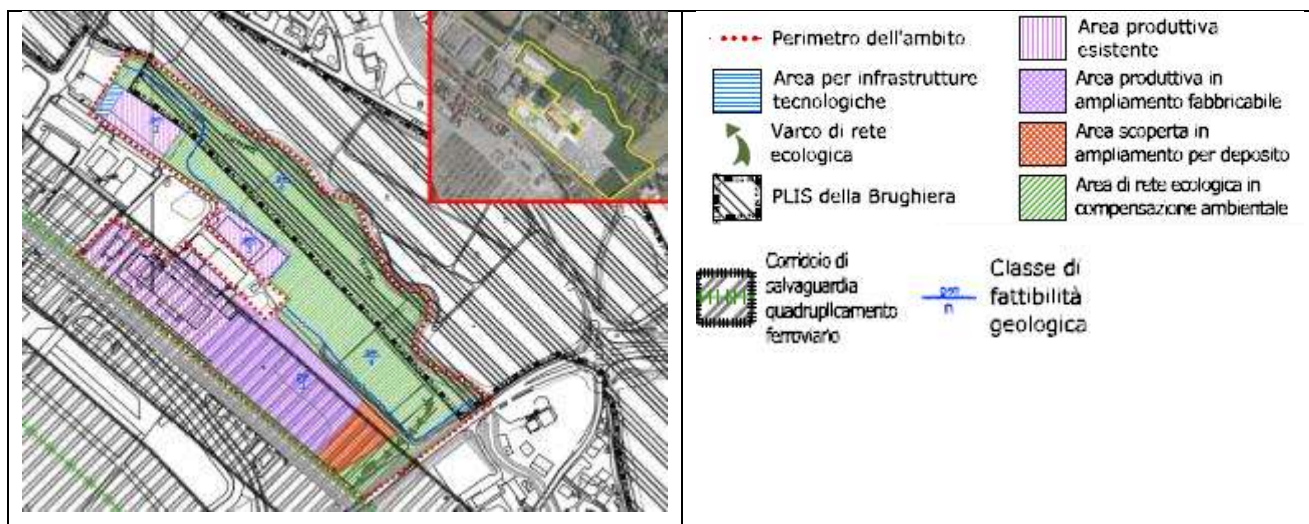 Perimetro dell'ambito
Area per infrastrutture
tecnologiche
Varco di rete
ecologica
PLIS della Brughiera
Area produttiva
esistente
Area produttiva in
ampliamento fabbricabile
Area scoperta in
ampliamento per deposito
Area di rete ecologica in
compensazione ambientale
Corridoio di
salvaguardia
quadruplicamento
ferroviario
Classe di
fattibilità
geologica